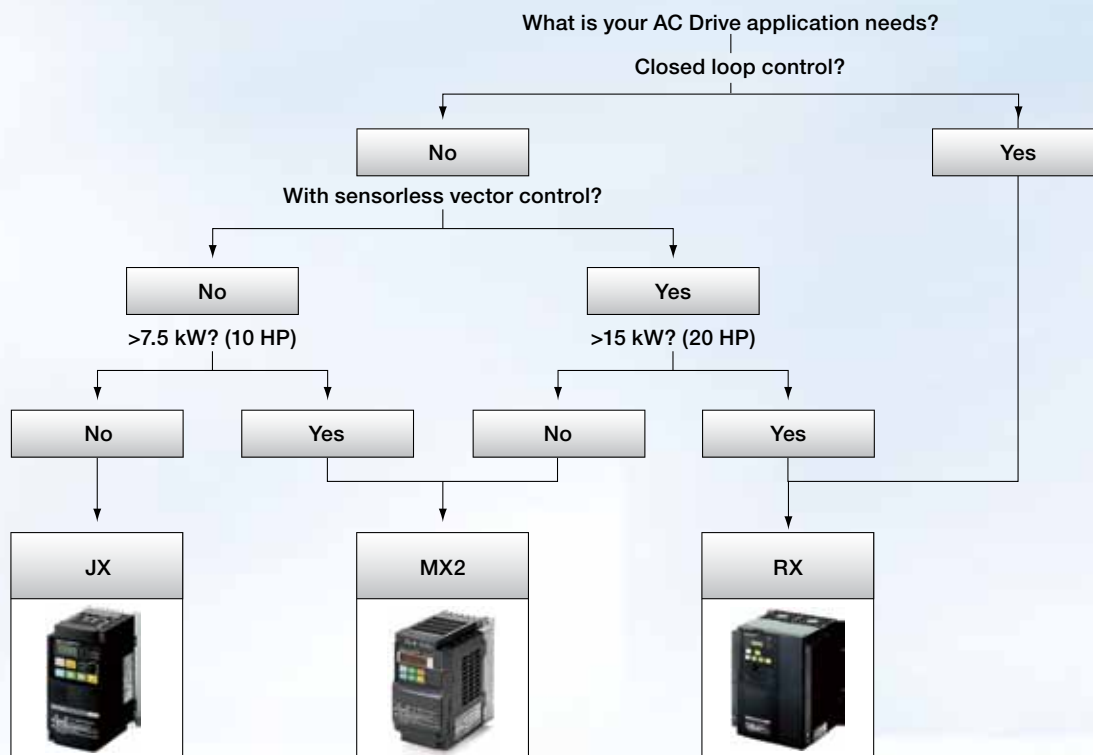 What is your AC Drive application needs?
Closed loop control?
No
Yes
With sensorless vector control?
No
Yes
>7.5 kW? (10 HP)
>15 kW? (20 HP)
No
Yes
No
Yes
JX
MX2
RX